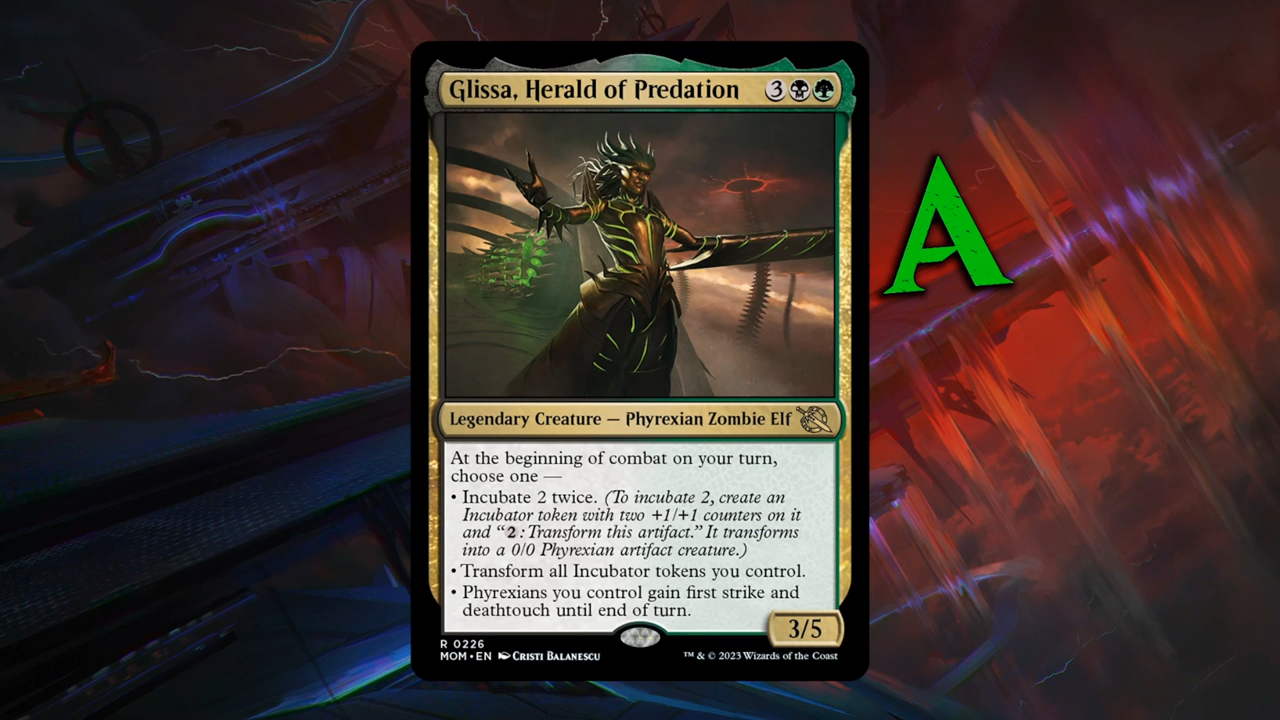 Glissa, Herald of Predation 3
A
Legendary Creature — Phyrexian Zombie Elf
At the beginning of combat on your turn,
choose one —
• Incubate 2 twice. (To incubate 2, create an
Incubator token with two +1/+1 counters on it
and “2: Transform this artifact.” It transforms
into a 0/0 Phyrexian artifact creature.)
• Transform all Incubator tokens you control.
• Phyrexians you control gain first strike and
deathtouch until end of turn.
3/5
R 0226
MOM • EN Cristi Balanescu
™ & © 2023 Wizards of the Coast